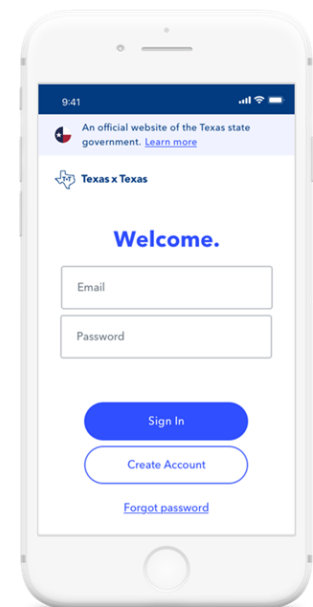 9:41
An official website of the Texas state
government. Learn more
TxT Texas x Texas
Welcome.
Email
Password
Sign In
Create Account
Forgot password